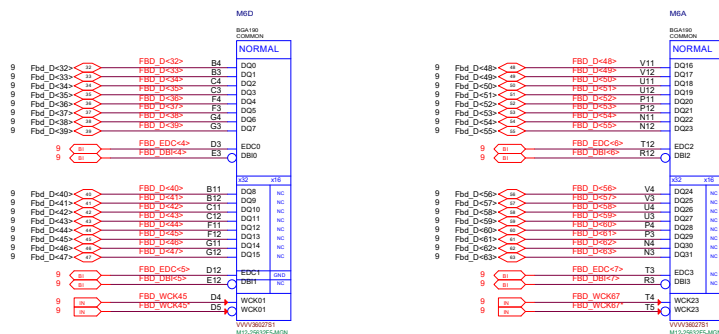 M6D
BGA190
COMMON
NORMAL
9 Fbd_D<32> 32 FBD_D<32> B4 DQ0
9 Fbd_D<33> 33 FBD_D<33> B3 DQ1
9 Fbd_D<34> 34 FBD_D<34> C4 DQ2
9 Fbd_D<35> 35 FBD_D<35> C3 DQ3
9 Fbd_D<36> 36 FBD_D<36> F4 DQ4
9 Fbd_D<37> 37 FBD_D<37> F3 DQ5
9 Fbd_D<38> 38 FBD_D<38> G4 DQ6
9 Fbd_D<39> 39 FBD_D<39> G3 DQ7
9 BI FBD_EDC<4> D3 EDC0
9 BI FBD_DBI<4> E3 DBI0
x32 x16
9 Fbd_D<40> 40 FBD_D<40> B11 DQ8 NC
9 Fbd_D<41> 41 FBD_D<41> B12 DQ9 NC
9 Fbd_D<42> 42 FBD_D<42> C11 DQ10 NC
9 Fbd_D<43> 43 FBD_D<43> C12 DQ11 NC
9 Fbd_D<44> 44 FBD_D<44> F11 DQ12 NC
9 Fbd_D<45> 45 FBD_D<45> F12 DQ13 NC
9 Fbd_D<46> 46 FBD_D<46> G11 DQ14 NC
9 Fbd_D<47> 47 FBD_D<47> G12 DQ15 NC
9 BI FBD_EDC<5> D12 EDC1 GND
9 BI FBD_DBI<5> E12 DBI1 NC
9 IN FBD_WCK45 D4 WCK01
9 IN FBD_WCK45* D5 WCK01
VVVV36027S1
M6A
BGA190
COMMON
NORMAL
9 Fbd_D<48> 48 FBD_D<48> V11 DQ16
9 Fbd_D<49> 49 FBD_D<49> V12 DQ17
9 Fbd_D<50> 50 FBD_D<50> U11 DQ18
9 Fbd_D<51> 51 FBD_D<51> U12 DQ19
9 Fbd_D<52> 52 FBD_D<52> P11 DQ20
9 Fbd_D<53> 53 FBD_D<53> P12 DQ21
9 Fbd_D<54> 54 FBD_D<54> N11 DQ22
9 Fbd_D<55> 55 FBD_D<55> N12 DQ23
9 BI FBD_EDC<6> T12 EDC2
9 BI FBD_DBI<6> R12 DBI2
x32 x16
9 Fbd_D<56> 56 FBD_D<56> V4 DQ24 NC
9 Fbd_D<57> 57 FBD_D<57> V3 DQ25 NC
9 Fbd_D<58> 58 FBD_D<58> U4 DQ26 NC
9 Fbd_D<59> 59 FBD_D<59> U3 DQ27 NC
9 Fbd_D<60> 60 FBD_D<60> P4 DQ28 NC
9 Fbd_D<61> 61 FBD_D<61> P3 DQ29 NC
9 Fbd_D<62> 62 FBD_D<62> N4 DQ30 NC
9 Fbd_D<63> 63 FBD_D<63> N3 DQ31 NC
9 BI FBD_EDC<7> T3 EDC3 NC
9 BI FBD_DBI<7> R3 DBI3 NC
9 IN FBD_WCK67 T4 WCK23
9 IN FBD_WCK67* T5 WCK23
VVVV36027S1